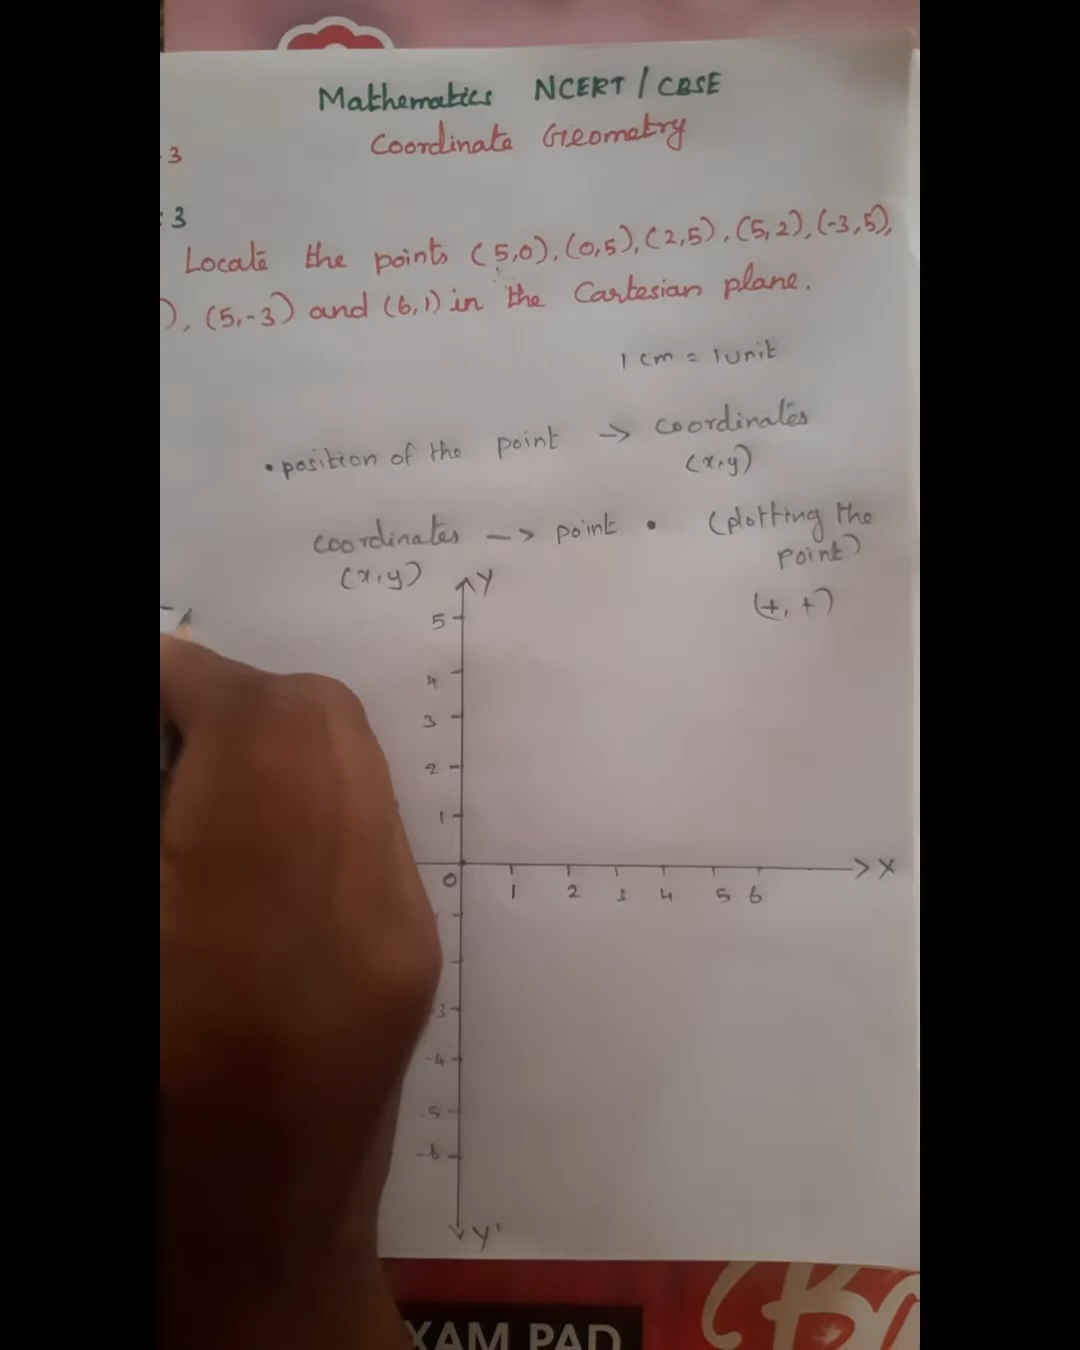 Mathematics NCERT / CBSE
Coordinate Geometry
3
: 3
Locate the points (5,0), (0,5), (2,5), (5,2), (-3,5),
), (5,-3) and (6,1) in the Cartesian plane.
1 cm = 1 unit
• position of the point -> coordinates
(x,y)
coordinates -> point • (plotting the
point)
(x,y)
(+, +)
Y
5
4
3
2
1
0 1 2 3 4 5 6
X
-3
-4
-5
-6
Y'
XAM PAD